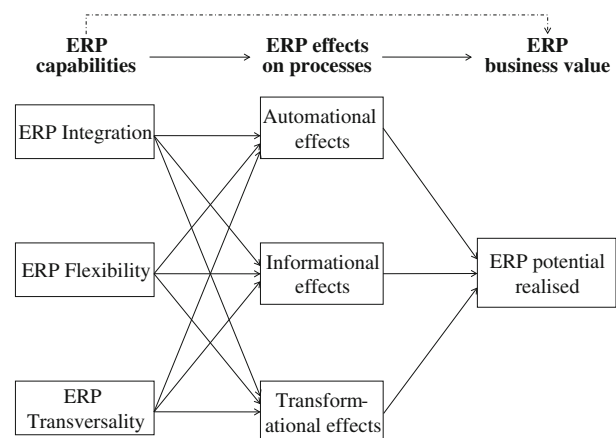 ERP capabilities
ERP effects on processes
ERP business value
ERP Integration
Automational effects
ERP Flexibility
Informational effects
ERP potential realised
ERP Transversality
Transform-ational effects